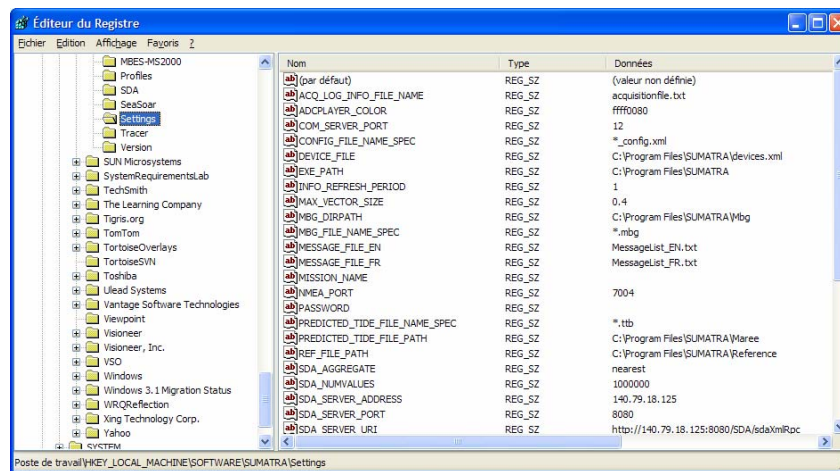 Éditeur du Registre
Fichier Edition Affichage Favoris ?
MBES-MS2000
Profiles
SDA
SeaSoar
Settings
Tracer
Version
SUN Microsystems
SystemRequirementsLab
TechSmith
The Learning Company
Tigris.org
TomTom
TortoiseOverlays
TortoiseSVN
Toshiba
Ulead Systems
Vantage Software Technologies
Viewpoint
Visioneer
Visioneer, Inc.
VSO
Windows
Windows 3.1 Migration Status
WRQReflection
Xing Technology Corp.
Yahoo
SYSTEM
Nom Type Données
(par défaut) REG_SZ (valeur non définie)
ACQ_LOG_INFO_FILE_NAME REG_SZ acquisitionfile.txt
ADCPLAYER_COLOR REG_SZ ffff0080
COM_SERVER_PORT REG_SZ 12
CONFIG_FILE_NAME_SPEC REG_SZ *_config.xml
DEVICE_FILE REG_SZ C:\Program Files\SUMATRA\devices.xml
EXE_PATH REG_SZ C:\Program Files\SUMATRA
INFO_REFRESH_PERIOD REG_SZ 1
MAX_VECTOR_SIZE REG_SZ 0.4
MBG_DIRPATH REG_SZ C:\Program Files\SUMATRA\Mbg
MBG_FILE_NAME_SPEC REG_SZ *.mbg
MESSAGE_FILE_EN REG_SZ MessageList_EN.txt
MESSAGE_FILE_FR REG_SZ MessageList_FR.txt
MISSION_NAME REG_SZ
NMEA_PORT REG_SZ 7004
PASSWORD REG_SZ
PREDICTED_TIDE_FILE_NAME_SPEC REG_SZ *.ttb
PREDICTED_TIDE_FILE_PATH REG_SZ C:\Program Files\SUMATRA\Maree
REF_FILE_PATH REG_SZ C:\Program Files\SUMATRA\Reference
SDA_AGGREGATE REG_SZ nearest
SDA_NUMVALUES REG_SZ 1000000
SDA_SERVER_ADDRESS REG_SZ 140.79.18.125
SDA_SERVER_PORT REG_SZ 8080
SDA_SERVER_URI REG_SZ http://140.79.18.125:8080/SDA/sdaXmlRpc
Poste de travail\HKEY_LOCAL_MACHINE\SOFTWARE\SUMATRA\Settings